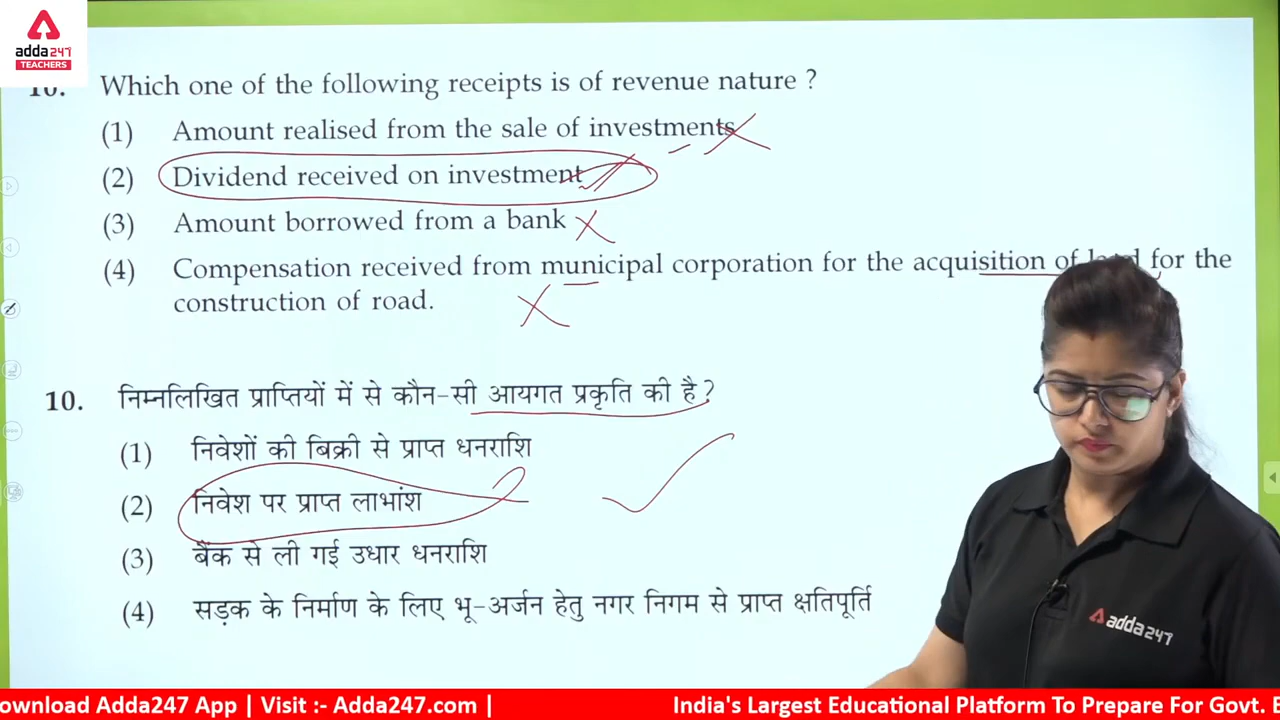 adda247
TEACHERS
10. Which one of the following receipts is of revenue nature ?
(1) Amount realised from the sale of investments
(2) Dividend received on investment
(3) Amount borrowed from a bank
(4) Compensation received from municipal corporation for the acquisition of land for the
construction of road.
10. निम्नलिखित प्राप्तियों में से कौन-सी आयगत प्रकृति की है ?
(1) निवेशों की बिक्री से प्राप्त धनराशि
(2) निवेश पर प्राप्त लाभांश
(3) बैंक से ली गई उधार धनराशि
(4) सड़क के निर्माण के लिए भू-अर्जन हेतु नगर निगम से प्राप्त क्षतिपूर्ति
adda247
ownload Adda247 App | Visit :- Adda247.com | India's Largest Educational Platform To Prepare For Govt. E